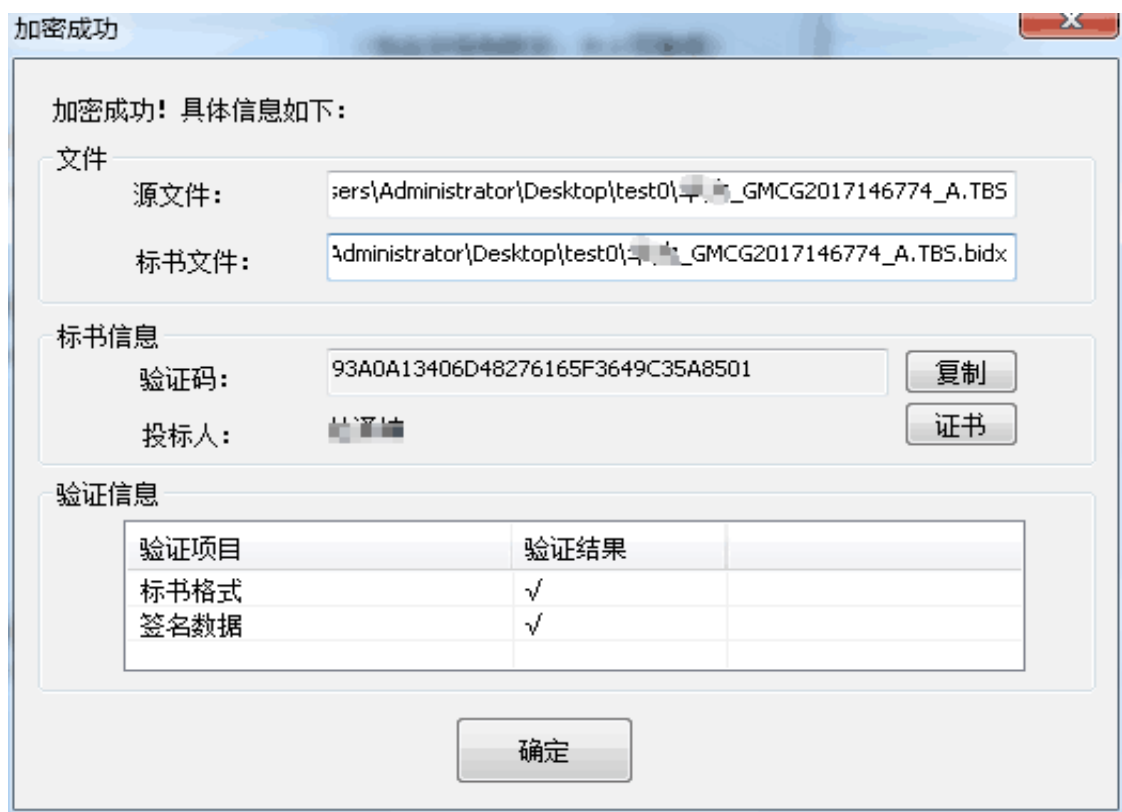 加密成功
加密成功！具体信息如下：
文件
源文件： sers\Administrator\Desktop\test0\ _GMCG2017146774_A.TBS
标书文件： Administrator\Desktop\test0\ _GMCG2017146774_A.TBS.bidx
标书信息
验证码： 93A0A13406D48276165F3649C35A8501 复制
投标人： 证书
验证信息
验证项目 验证结果
标书格式 √
签名数据 √
确定